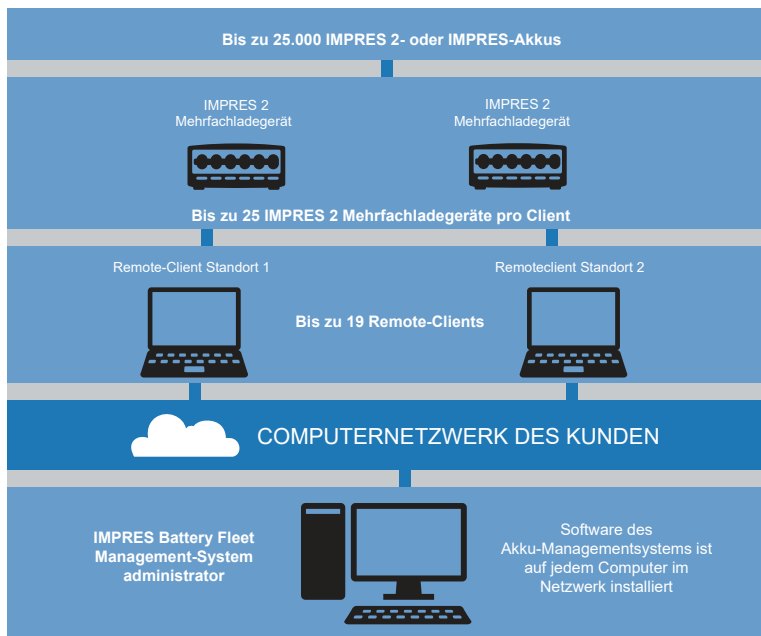 Bis zu 25.000 IMPRES 2- oder IMPRES-Akkus
IMPRES 2
Mehrfachladegerät
IMPRES 2
Mehrfachladegerät
Bis zu 25 IMPRES 2 Mehrfachladegeräte pro Client
Remote-Client Standort 1
Remoteclient Standort 2
Bis zu 19 Remote-Clients
COMPUTERNETZWERK DES KUNDEN
IMPRES Battery Fleet
Management-System
administrator
Software des
Akku-Managementsystems ist
auf jedem Computer im
Netzwerk installiert